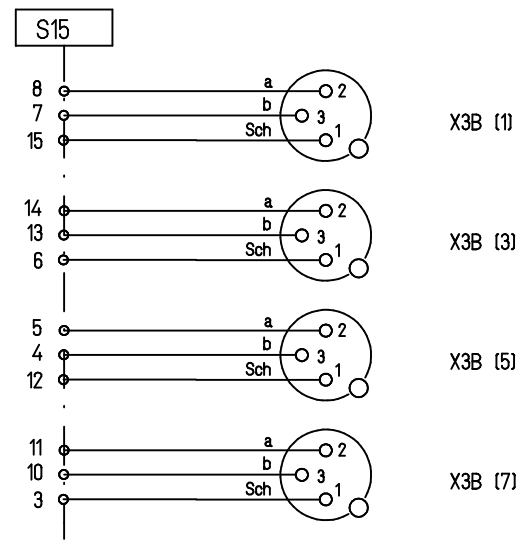 S15
8 a 2
7 b 3 X3B (1)
15 Sch 1
14 a 2
13 b 3 X3B (3)
6 Sch 1
5 a 2
4 b 3 X3B (5)
12 Sch 1
11 a 2
10 b 3 X3B (7)
3 Sch 1